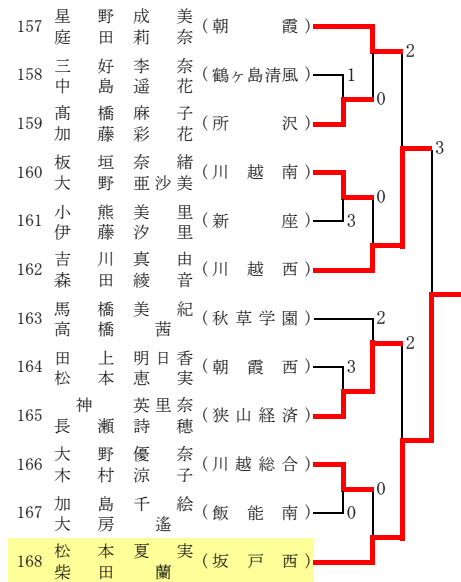 157 星野成美 (朝霞)
庭田莉奈
2
158 三好李奈 (鶴ヶ島清風) 1
中島遥花
0
159 髙橋麻子 (所沢)
加藤彩花
3
160 板垣奈緒 (川越南)
大野亜沙美
0
161 小熊美里 (新座) 3
伊藤汐里
162 吉川真由 (川越西)
森田綾音
163 馬橋美紀 (秋草学園) 2
高橋茜
2
164 田上明日香 (朝霞西) 3
松本恵実
165 神英里奈 (狭山経済)
長瀬詩穂
166 大野優奈 (川越総合)
木村涼子
0
167 加島千絵 (飯能南) 0
大房遙
168 松本夏実 (坂戸西)
柴田蘭